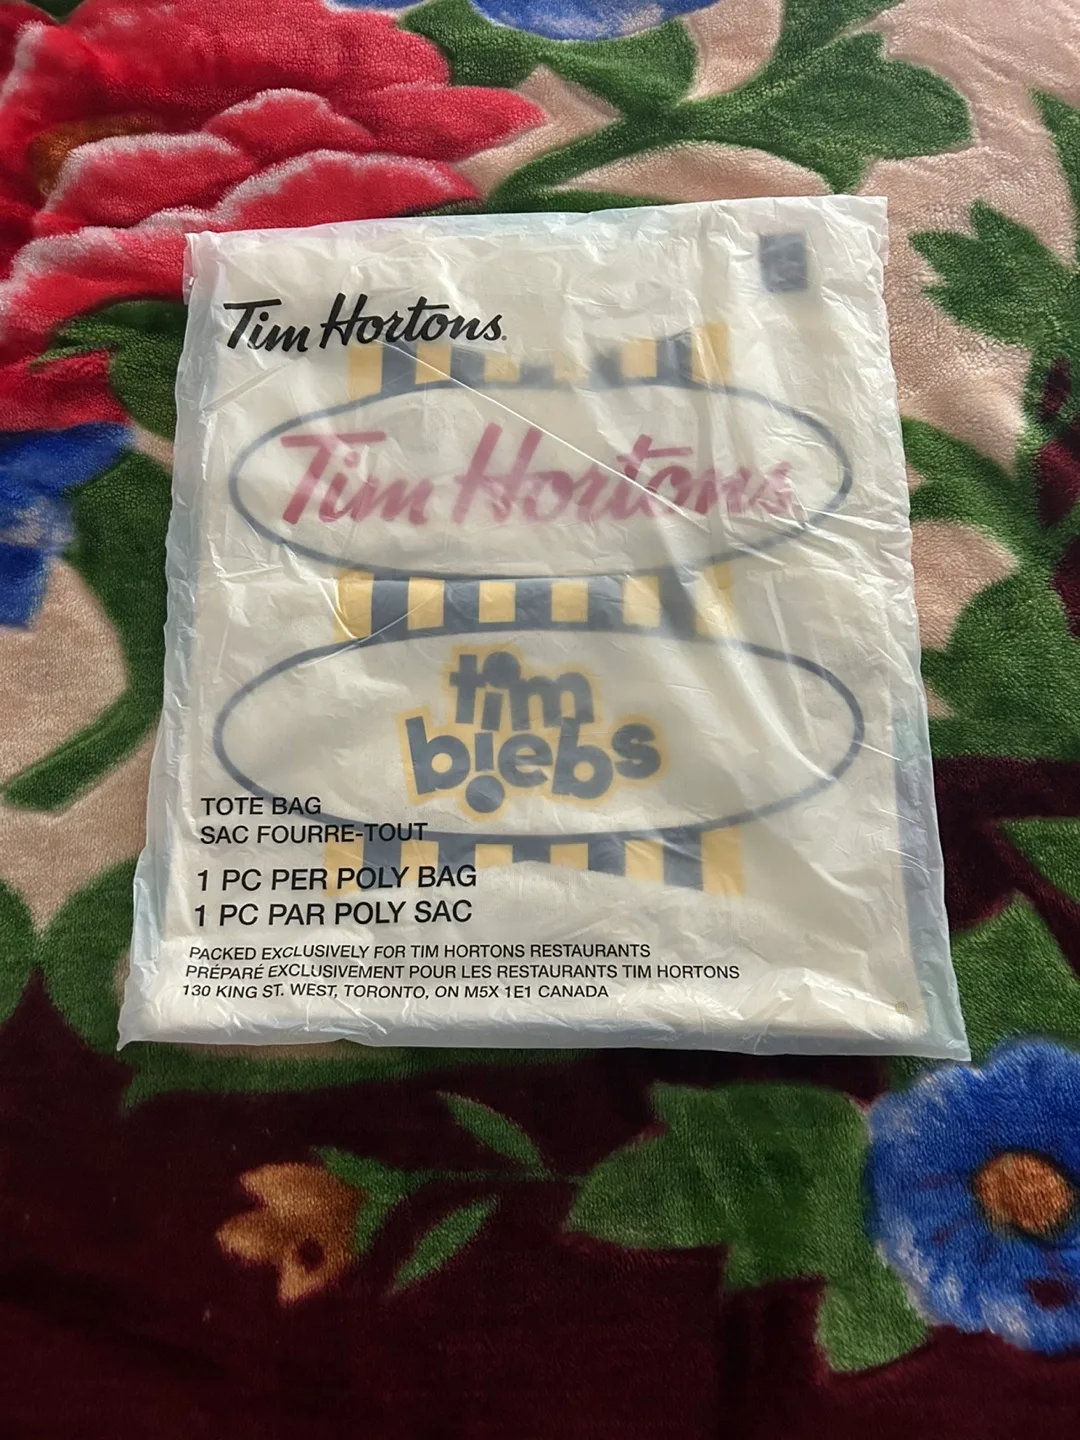 Tim Hortons.
Tim Hortons
tim
biebs
TOTE BAG
SAC FOURRE-TOUT
1 PC PER POLY BAG
1 PC PAR POLY SAC
PACKED EXCLUSIVELY FOR TIM HORTONS RESTAURANTS
PRÉPARÉ EXCLUSIVEMENT POUR LES RESTAURANTS TIM HORTONS
130 KING ST. WEST, TORONTO, ON M5X 1E1 CANADA